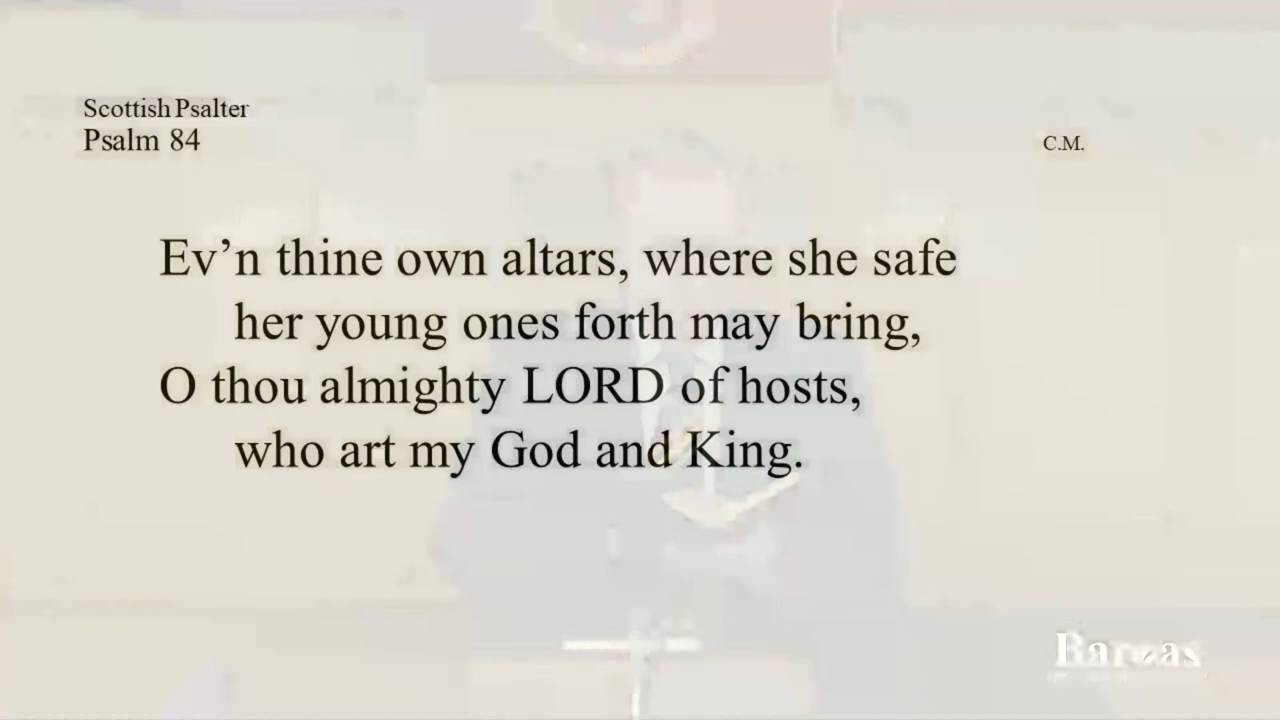 Scottish Psalter
Psalm 84
C.M.
Ev’n thine own altars, where she safe
her young ones forth may bring,
O thou almighty LORD of hosts,
who art my God and King.